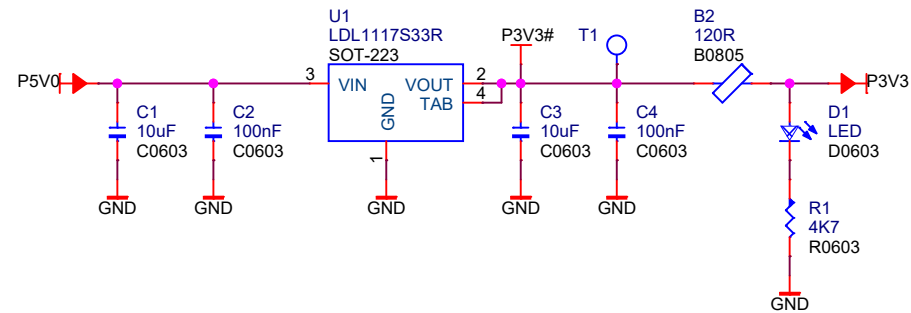 U1
LDL1117S33R
SOT-223
P3V3#
T1
B2
120R
B0805
P5V0
3
VIN
VOUT
TAB
GND
2
4
1
P3V3
C1
10uF
C0603
C2
100nF
C0603
C3
10uF
C0603
C4
100nF
C0603
D1
LED
D0603
GND
GND
GND
GND
GND
R1
4K7
R0603
GND